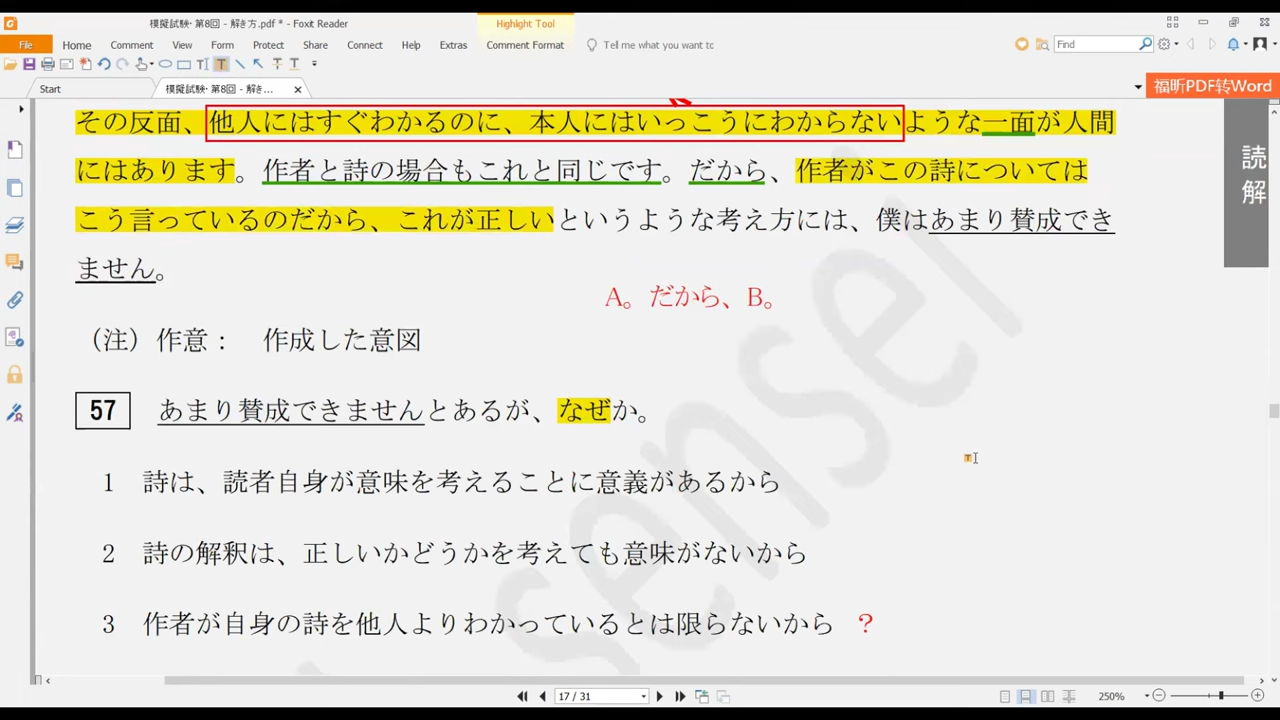 模擬試験・第8回 - 解き方.pdf * - Foxit Reader
Highlight Tool
File Home Comment View Form Protect Share Connect Help Extras Comment Format Tell me what you want tc Find
Start 模擬試験・第8回 - 解き... 福昕PDF转Word
その反面、他人にはすぐわかるのに、本人にはいっこうにわからないような一面が人間
にはあります。作者と詩の場合もこれと同じです。だから、作者がこの詩については
こう言っているのだから、これが正しいというような考え方には、僕はあまり賛成でき
ません。
読解
A。だから、B。
（注）作意： 作成した意図
57 あまり賛成できませんとあるが、なぜか。
1 詩は、読者自身が意味を考えることに意義があるから
2 詩の解釈は、正しいかどうかを考えても意味がないから
3 作者が自身の詩を他人よりわかっているとは限らないから ？
sensei
17 / 31 250%